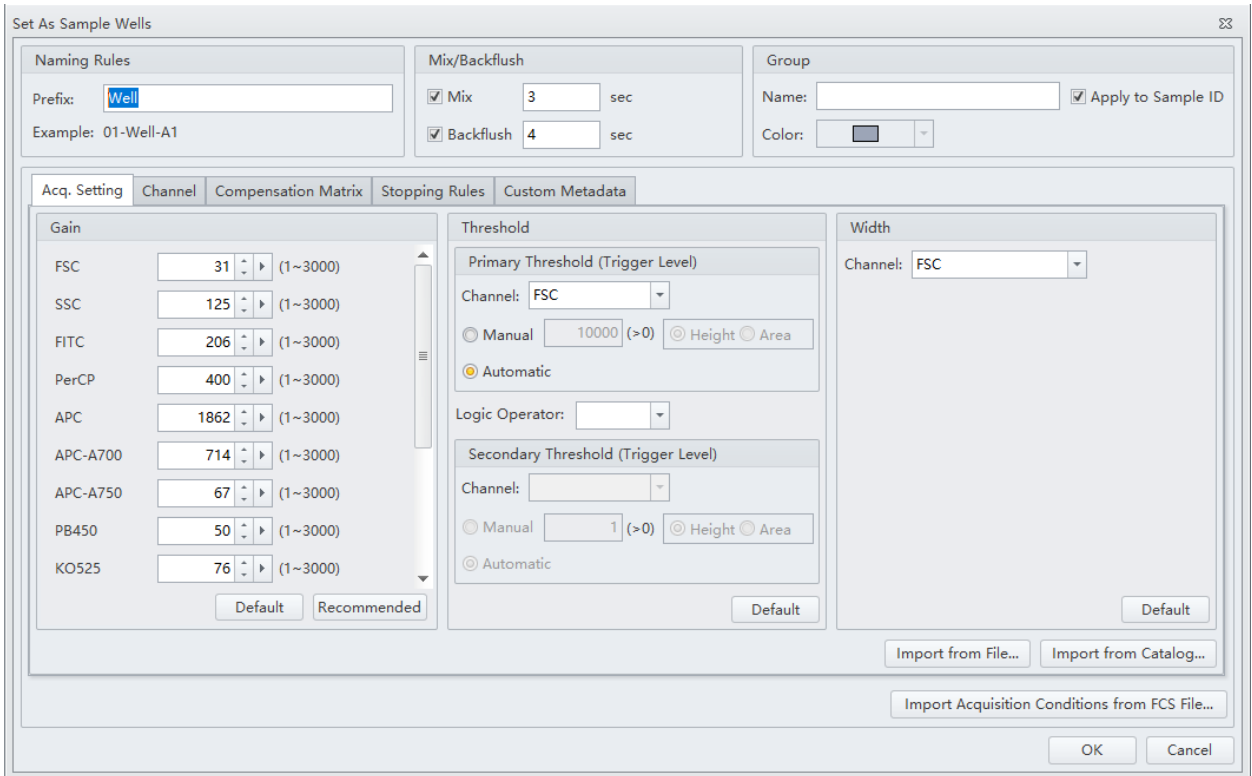 Set As Sample Wells
Naming Rules
Prefix: Well
Example: 01-Well-A1
Mix/Backflush
Mix 3 sec
Backflush 4 sec
Group
Name: Apply to Sample ID
Color:
Acq. Setting Channel Compensation Matrix Stopping Rules Custom Metadata
Gain
FSC 31 (1~3000)
SSC 125 (1~3000)
FITC 206 (1~3000)
PerCP 400 (1~3000)
APC 1862 (1~3000)
APC-A700 714 (1~3000)
APC-A750 67 (1~3000)
PB450 50 (1~3000)
KO525 76 (1~3000)
Default Recommended
Threshold
Primary Threshold (Trigger Level)
Channel: FSC
Manual 10000 (>0) Height Area
Automatic
Logic Operator:
Secondary Threshold (Trigger Level)
Channel:
Manual 1 (>0) Height Area
Automatic
Default
Width
Channel: FSC
Default
Import from File... Import from Catalog...
Import Acquisition Conditions from FCS File...
OK Cancel